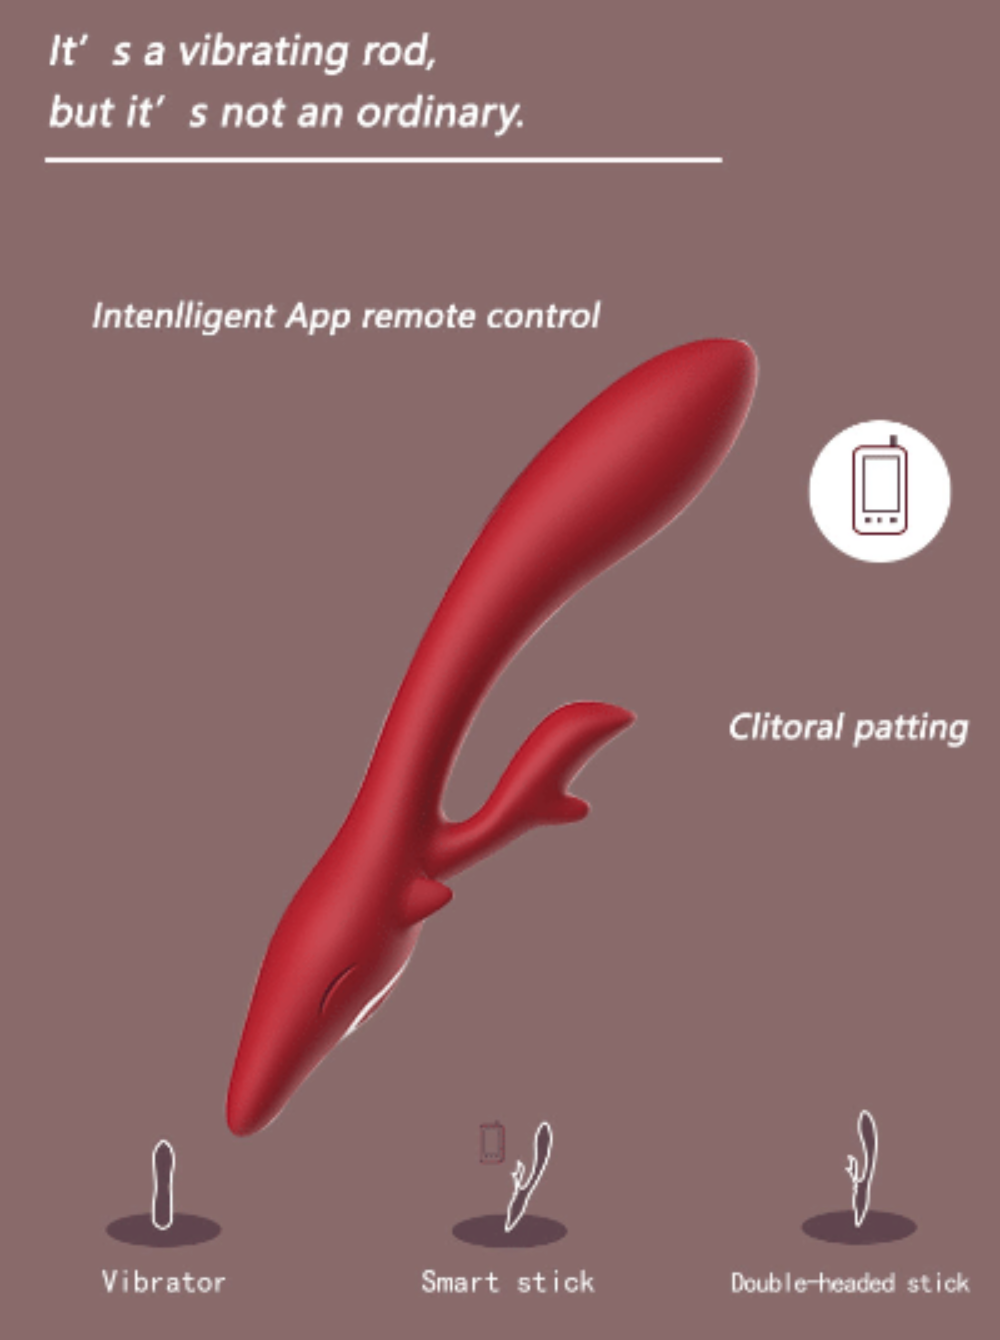 It’s a vibrating rod,
but it’s not an ordinary.
Intenlligent App remote control
Clitoral patting
Vibrator
Smart stick
Double-headed stick